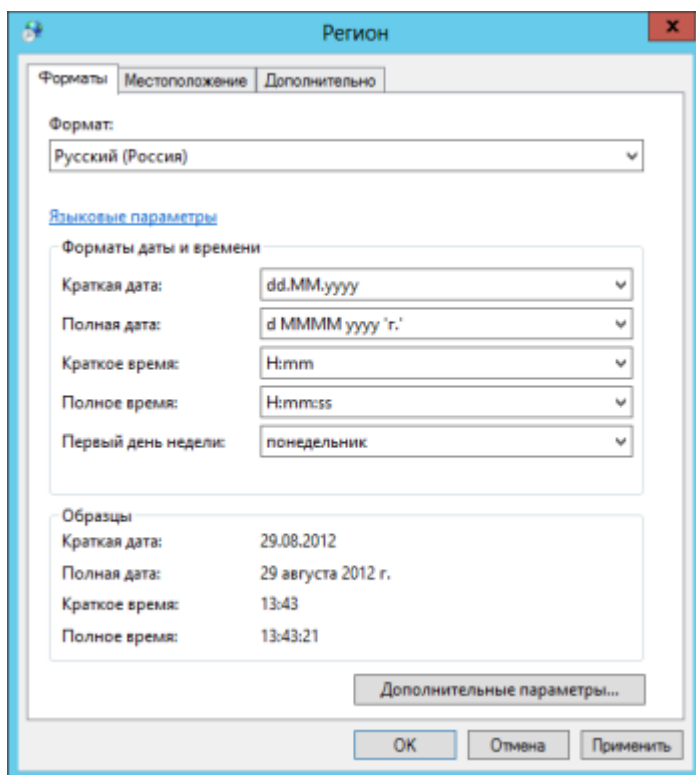 Регион
Форматы Местоположение Дополнительно
Формат:
Русский (Россия)
Языковые параметры
Форматы даты и времени
Краткая дата: dd.MM.yyyy
Полная дата: d MMMM yyyy 'г.'
Краткое время: H:mm
Полное время: H:mm:ss
Первый день недели: понедельник
Образцы
Краткая дата: 29.08.2012
Полная дата: 29 августа 2012 г.
Краткое время: 13:43
Полное время: 13:43:21
Дополнительные параметры...
OK Отмена Применить